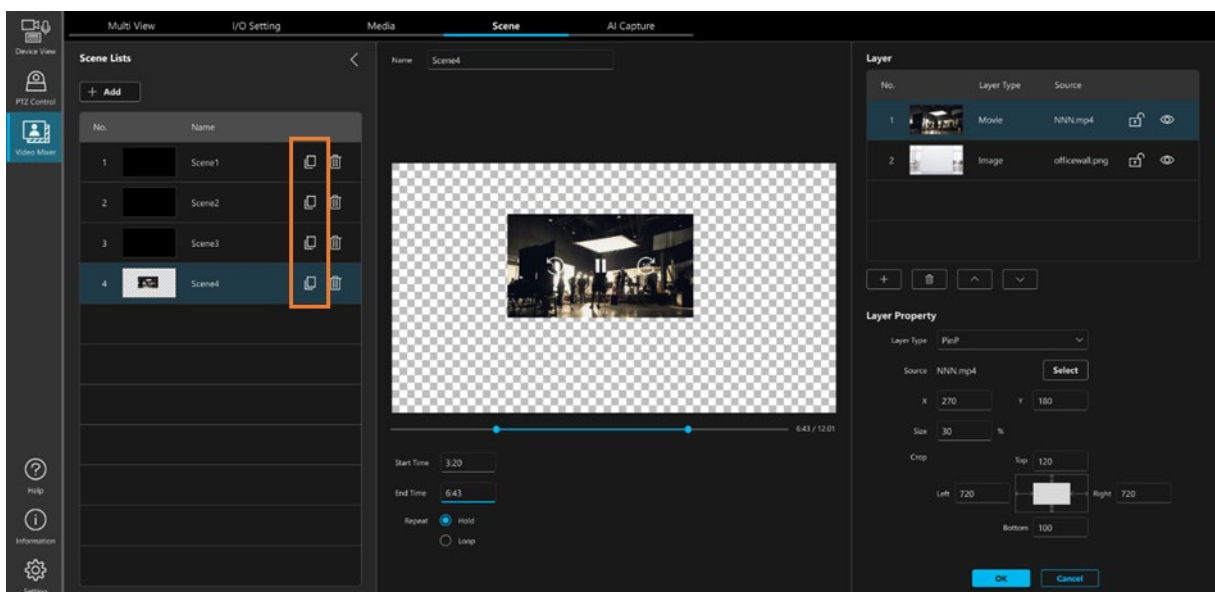 Multi View
I/O Setting
Media
Scene
AI Capture
Device View
PTZ Control
Video Mixer
Help
Information
Settings
Scene Lists
+ Add
No. Name
1 Scene1
2 Scene2
3 Scene3
4 Scene4
Name Scene4
6:43 / 12:01
Start Time 3:20
End Time 6:43
Repeat Hold
Loop
Layer
No. Layer Type Source
1 Movie NNN.mp4
2 Image officewall.png
Layer Property
Layer Type PinP
Source NNN.mp4 Select
X 270 Y 180
Size 30 %
Crop Top 120
Left 720 Right 720
Bottom 100
OK Cancel